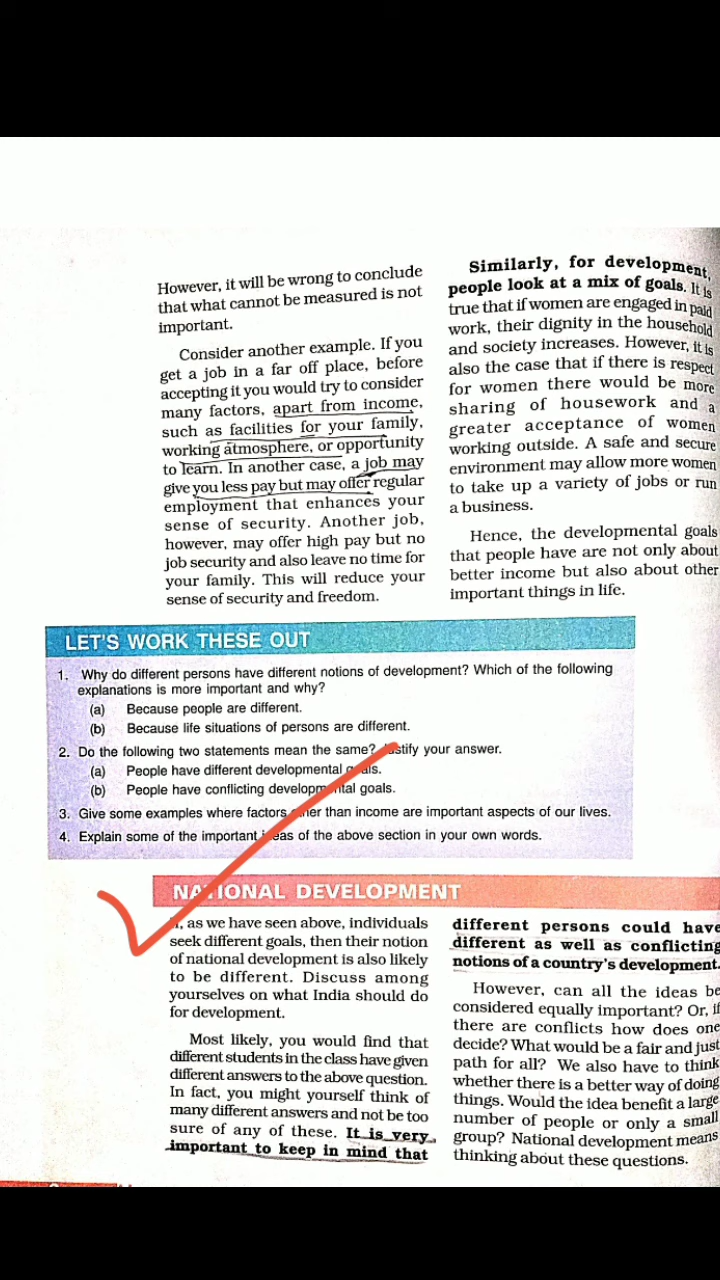 However, it will be wrong to conclude
that what cannot be measured is not
important.
Consider another example. If you
get a job in a far off place, before
accepting it you would try to consider
many factors, apart from income,
such as facilities for your family,
working atmosphere, or opportunity
to learn. In another case, a job may
give you less pay but may offer regular
employment that enhances your
sense of security. Another job,
however, may offer high pay but no
job security and also leave no time for
your family. This will reduce your
sense of security and freedom.
Similarly, for development,
people look at a mix of goals. It is
true that if women are engaged in paid
work, their dignity in the household
and society increases. However, it is
also the case that if there is respect
for women there would be more
sharing of housework and a
greater acceptance of women
working outside. A safe and secure
environment may allow more women
to take up a variety of jobs or run
a business.
Hence, the developmental goals
that people have are not only about
better income but also about other
important things in life.
LET'S WORK THESE OUT
1. Why do different persons have different notions of development? Which of the following
explanations is more important and why?
(a) Because people are different.
(b) Because life situations of persons are different.
2. Do the following two statements mean the same? Justify your answer.
(a) People have different developmental goals.
(b) People have conflicting developmental goals.
3. Give some examples where factors other than income are important aspects of our lives.
4. Explain some of the important ideas of the above section in your own words.
NATIONAL DEVELOPMENT
If, as we have seen above, individuals
seek different goals, then their notion
of national development is also likely
to be different. Discuss among
yourselves on what India should do
for development.
Most likely, you would find that
different students in the class have given
different answers to the above question.
In fact, you might yourself think of
many different answers and not be too
sure of any of these. It is very
important to keep in mind that
different persons could have
different as well as conflicting
notions of a country's development.
However, can all the ideas be
considered equally important? Or, if
there are conflicts how does one
decide? What would be a fair and just
path for all? We also have to think
whether there is a better way of doing
things. Would the idea benefit a large
number of people or only a small
group? National development means
thinking about these questions.